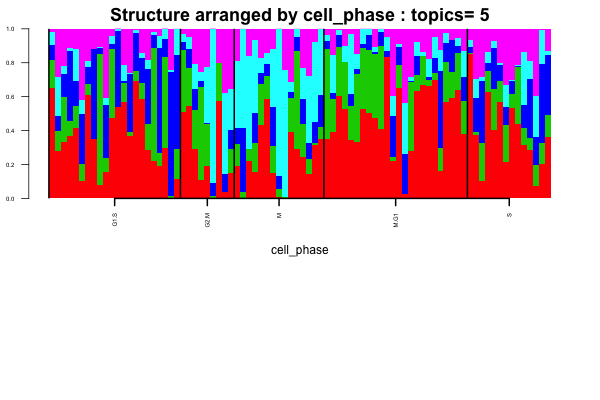 Structure arranged by cell_phase : topics= 5
1.0
0.8
0.6
0.4
0.2
0.0
G1.S
G2.M
M
M.G1
S
cell_phase